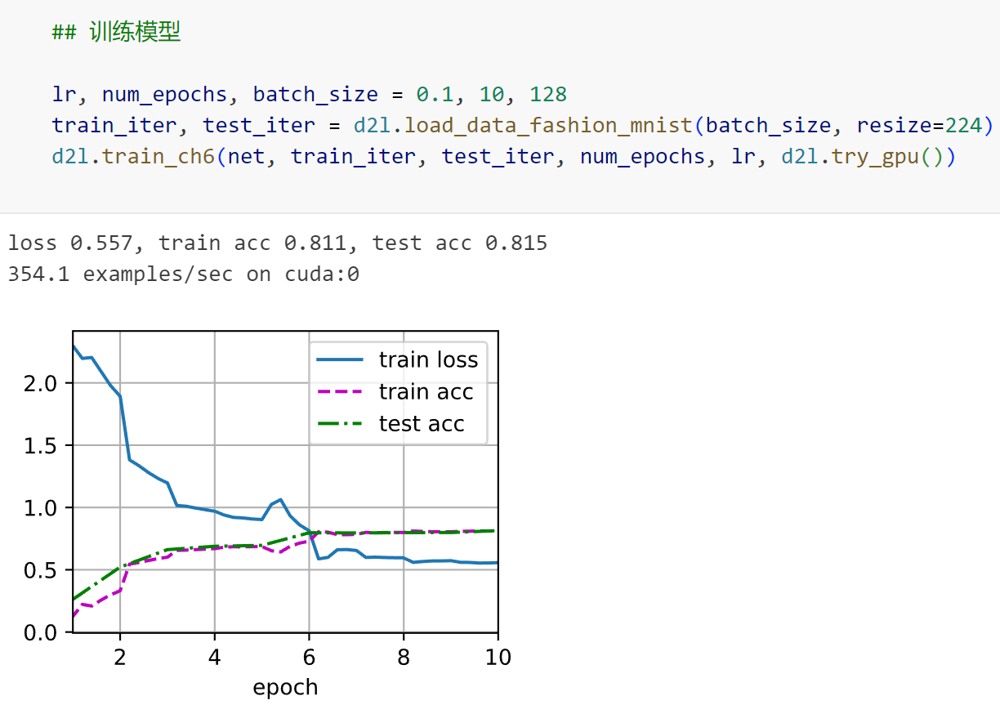 ## 训练模型
lr, num_epochs, batch_size = 0.1, 10, 128
train_iter, test_iter = d2l.load_data_fashion_mnist(batch_size, resize=224)
d2l.train_ch6(net, train_iter, test_iter, num_epochs, lr, d2l.try_gpu())
loss 0.557, train acc 0.811, test acc 0.815
354.1 examples/sec on cuda:0
train loss
train acc
test acc
2.0
1.5
1.0
0.5
0.0
2 4 6 8 10
epoch